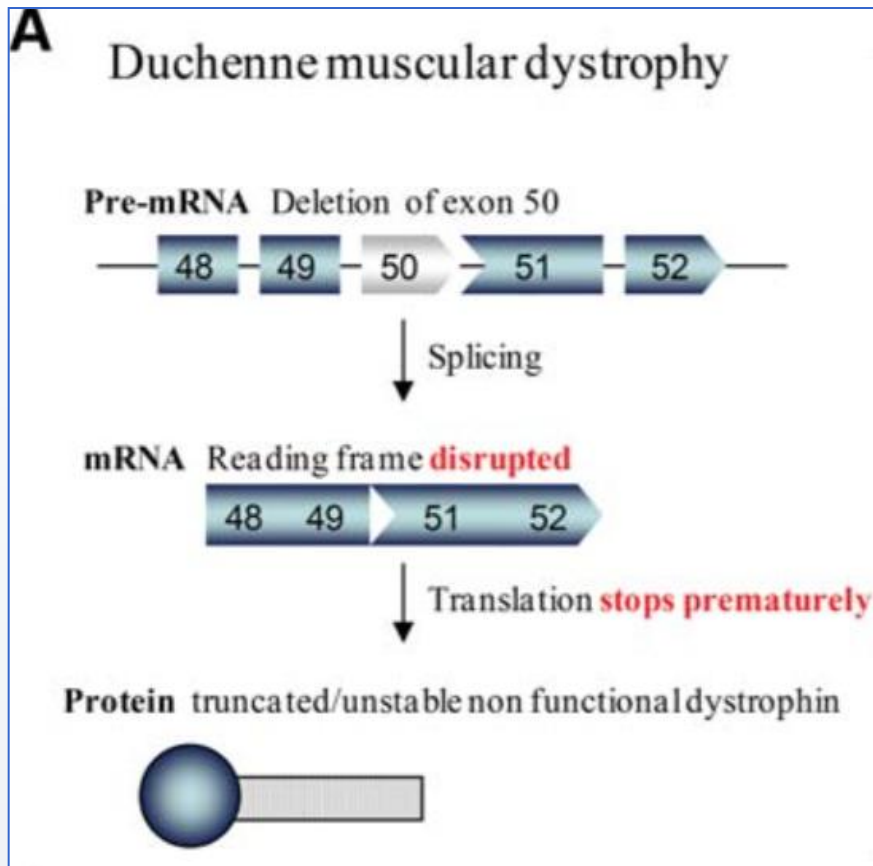 A
Duchenne muscular dystrophy
Pre-mRNA Deletion of exon 50
48 49 50 51 52
Splicing
mRNA Reading frame disrupted
48 49 51 52
Translation stops prematurely
Protein truncated/unstable non functional dystrophin